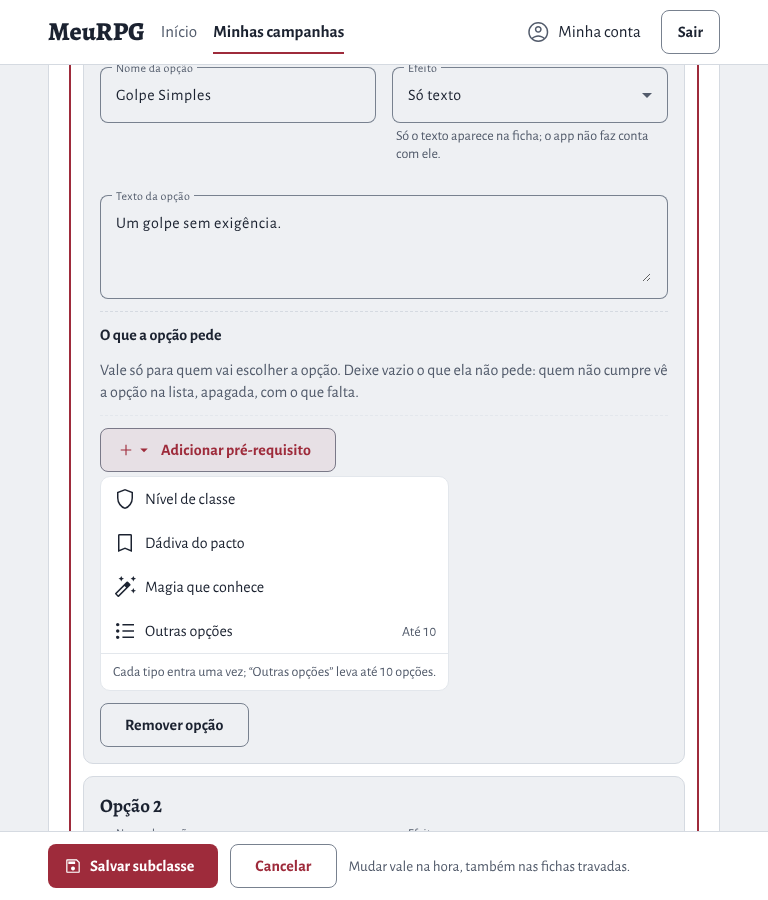 MeuRPG
Início
Minhas campanhas
Minha conta
Sair
Nome da opção
Efeito
Golpe Simples
Só texto
Só o texto aparece na ficha; o app não faz conta
com ele.
Texto da opção
Um golpe sem exigência.
O que a opção pede
Vale só para quem vai escolher a opção. Deixe vazio o que ela não pede: quem não cumpre vê
a opção na lista, apagada, com o que falta.
Adicionar pré-requisito
Nível de classe
Dádiva do pacto
Magia que conhece
Outras opções
Até 10
Cada tipo entra uma vez; “Outras opções” leva até 10 opções.
Remover opção
Opção 2
Salvar subclasse
Cancelar
Mudar vale na hora, também nas fichas travadas.